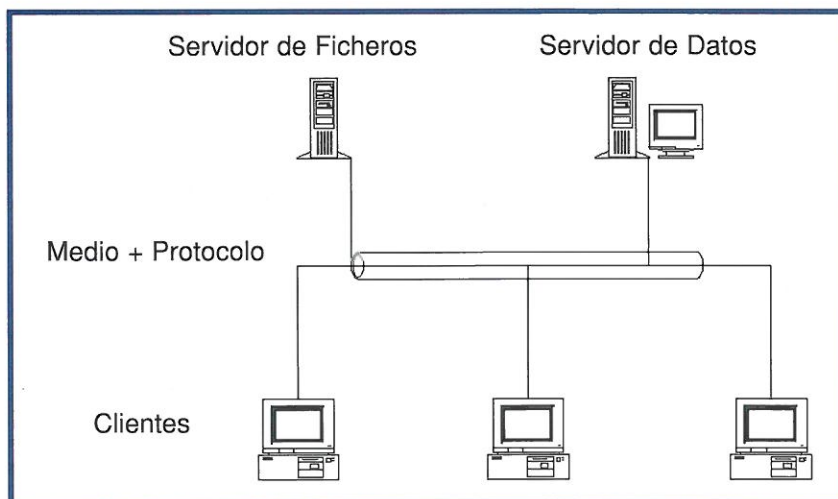 Servidor de Ficheros
Servidor de Datos
Medio + Protocolo
Clientes